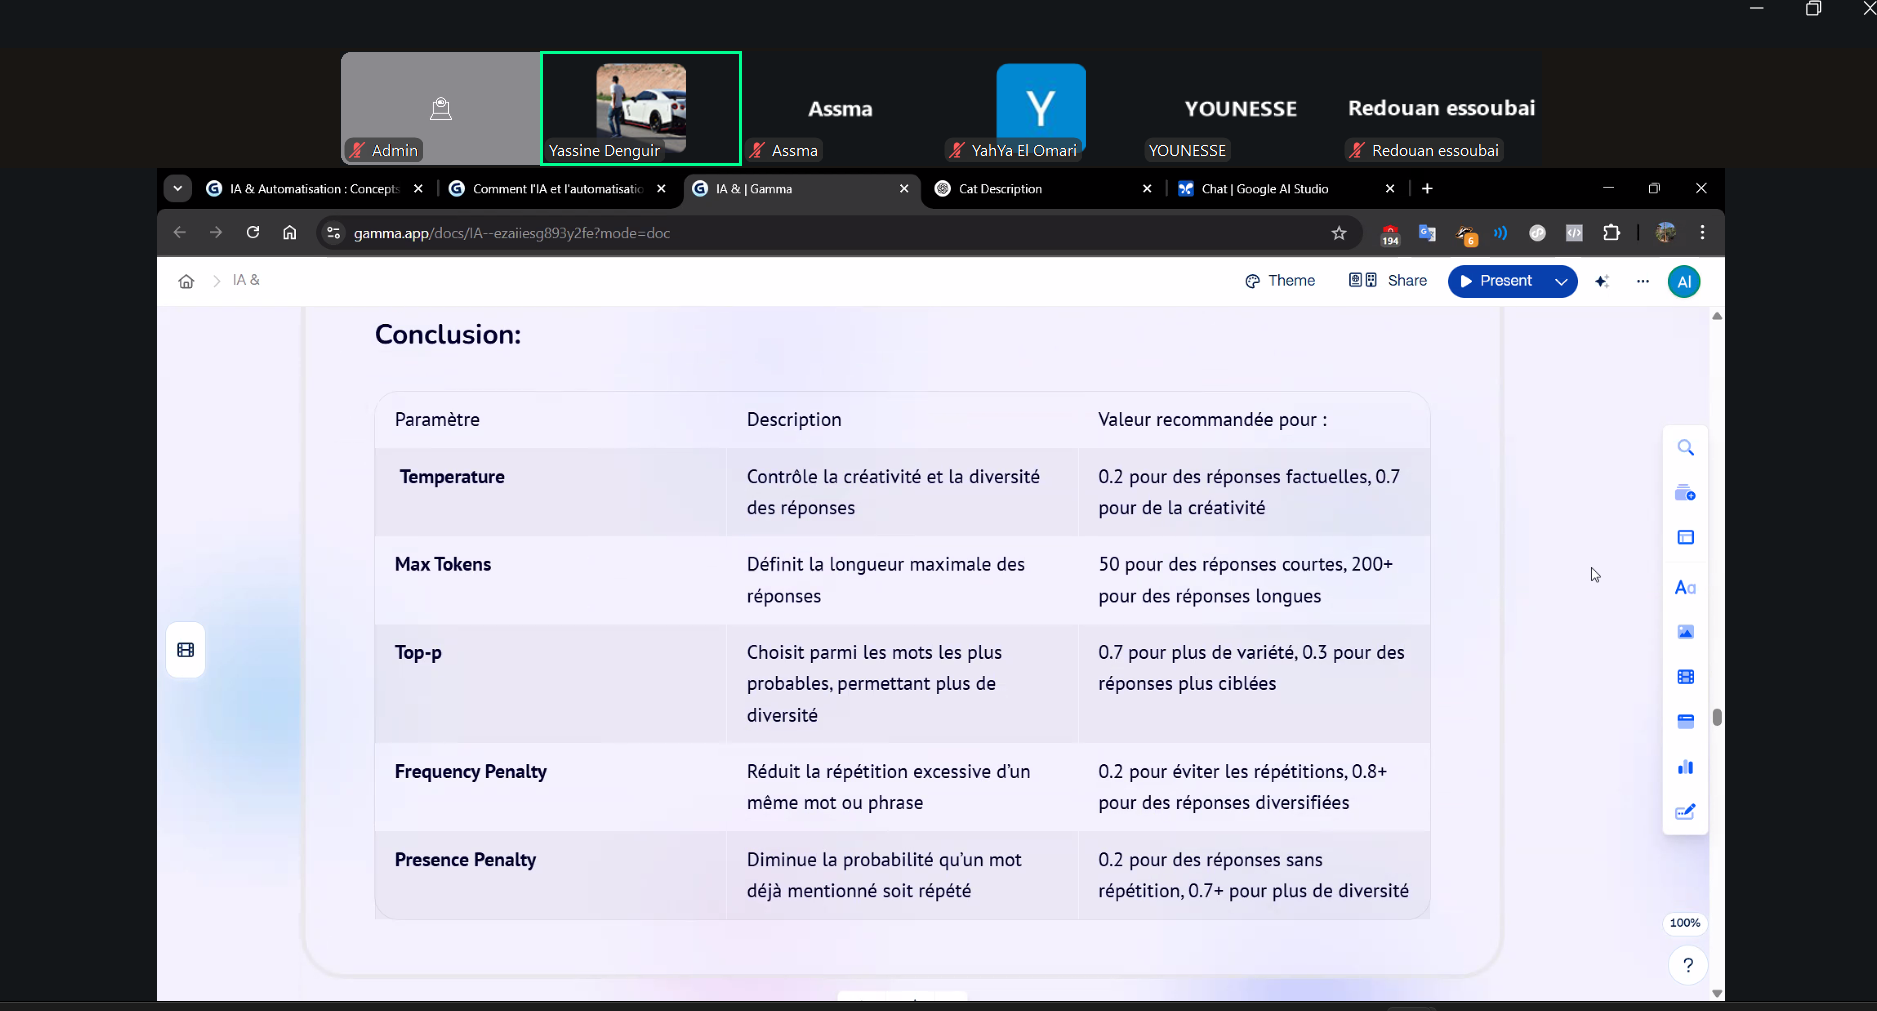 Assma
Y
YOUNESSE
Redouan essoubai
Admin
Yassine Denguir
Assma
YahYa El Omari
YOUNESSE
Redouan essoubai
IA & Automatisation : Concepts
Comment l'IA et l'automatisatio
IA & | Gamma
Cat Description
Chat | Google AI Studio
gamma.app/docs/IA--ezaiiesg893y2fe?mode=doc
194
6
IA &
Theme
Share
Present
AI
Conclusion:
Paramètre
Description
Valeur recommandée pour :
Temperature
Contrôle la créativité et la diversité
des réponses
0.2 pour des réponses factuelles, 0.7
pour de la créativité
Max Tokens
Définit la longueur maximale des
réponses
50 pour des réponses courtes, 200+
pour des réponses longues
Top-p
Choisit parmi les mots les plus
probables, permettant plus de
diversité
0.7 pour plus de variété, 0.3 pour des
réponses plus ciblées
Frequency Penalty
Réduit la répétition excessive d'un
même mot ou phrase
0.2 pour éviter les répétitions, 0.8+
pour des réponses diversifiées
Presence Penalty
Diminue la probabilité qu'un mot
déjà mentionné soit répété
0.2 pour des réponses sans
répétition, 0.7+ pour plus de diversité
Aa
100%
?